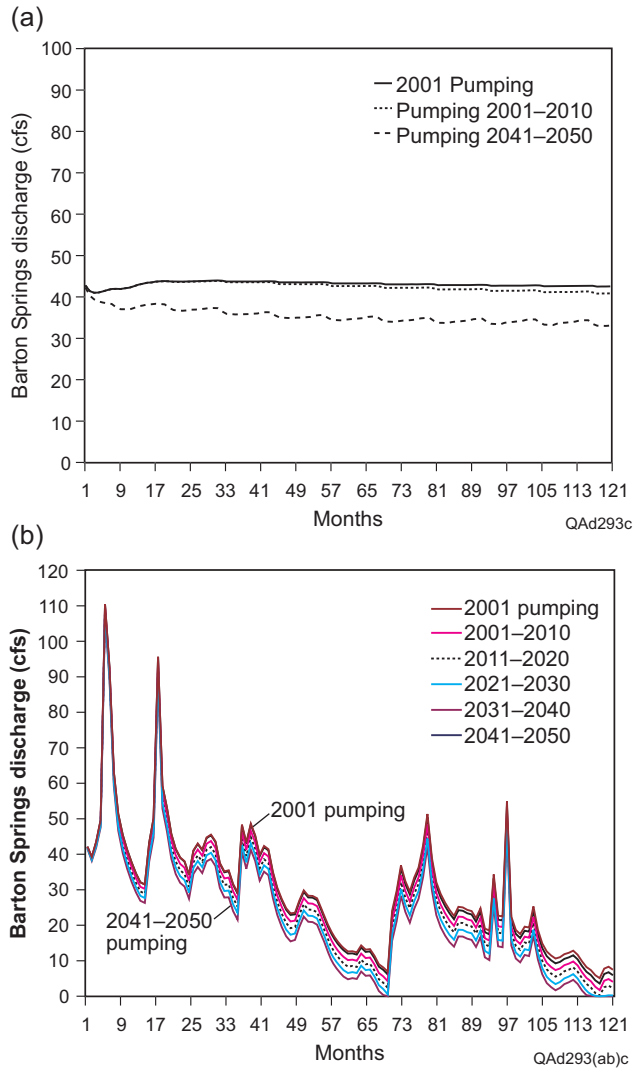 (a)
Barton Springs discharge (cfs)
100
90
80
70
60
50
40
30
20
10
0
2001 Pumping
Pumping 2001–2010
Pumping 2041–2050
1 9 17 25 33 41 49 57 65 73 81 89 97 105 113 121
Months
QAd293c
(b)
Barton Springs discharge (cfs)
120
110
100
90
80
70
60
50
40
30
20
10
0
2001 pumping
2001–2010
2011–2020
2021–2030
2031–2040
2041–2050
2001 pumping
2041–2050
pumping
1 9 17 25 33 41 49 57 65 73 81 89 97 105 113 121
Months
QAd293(ab)c